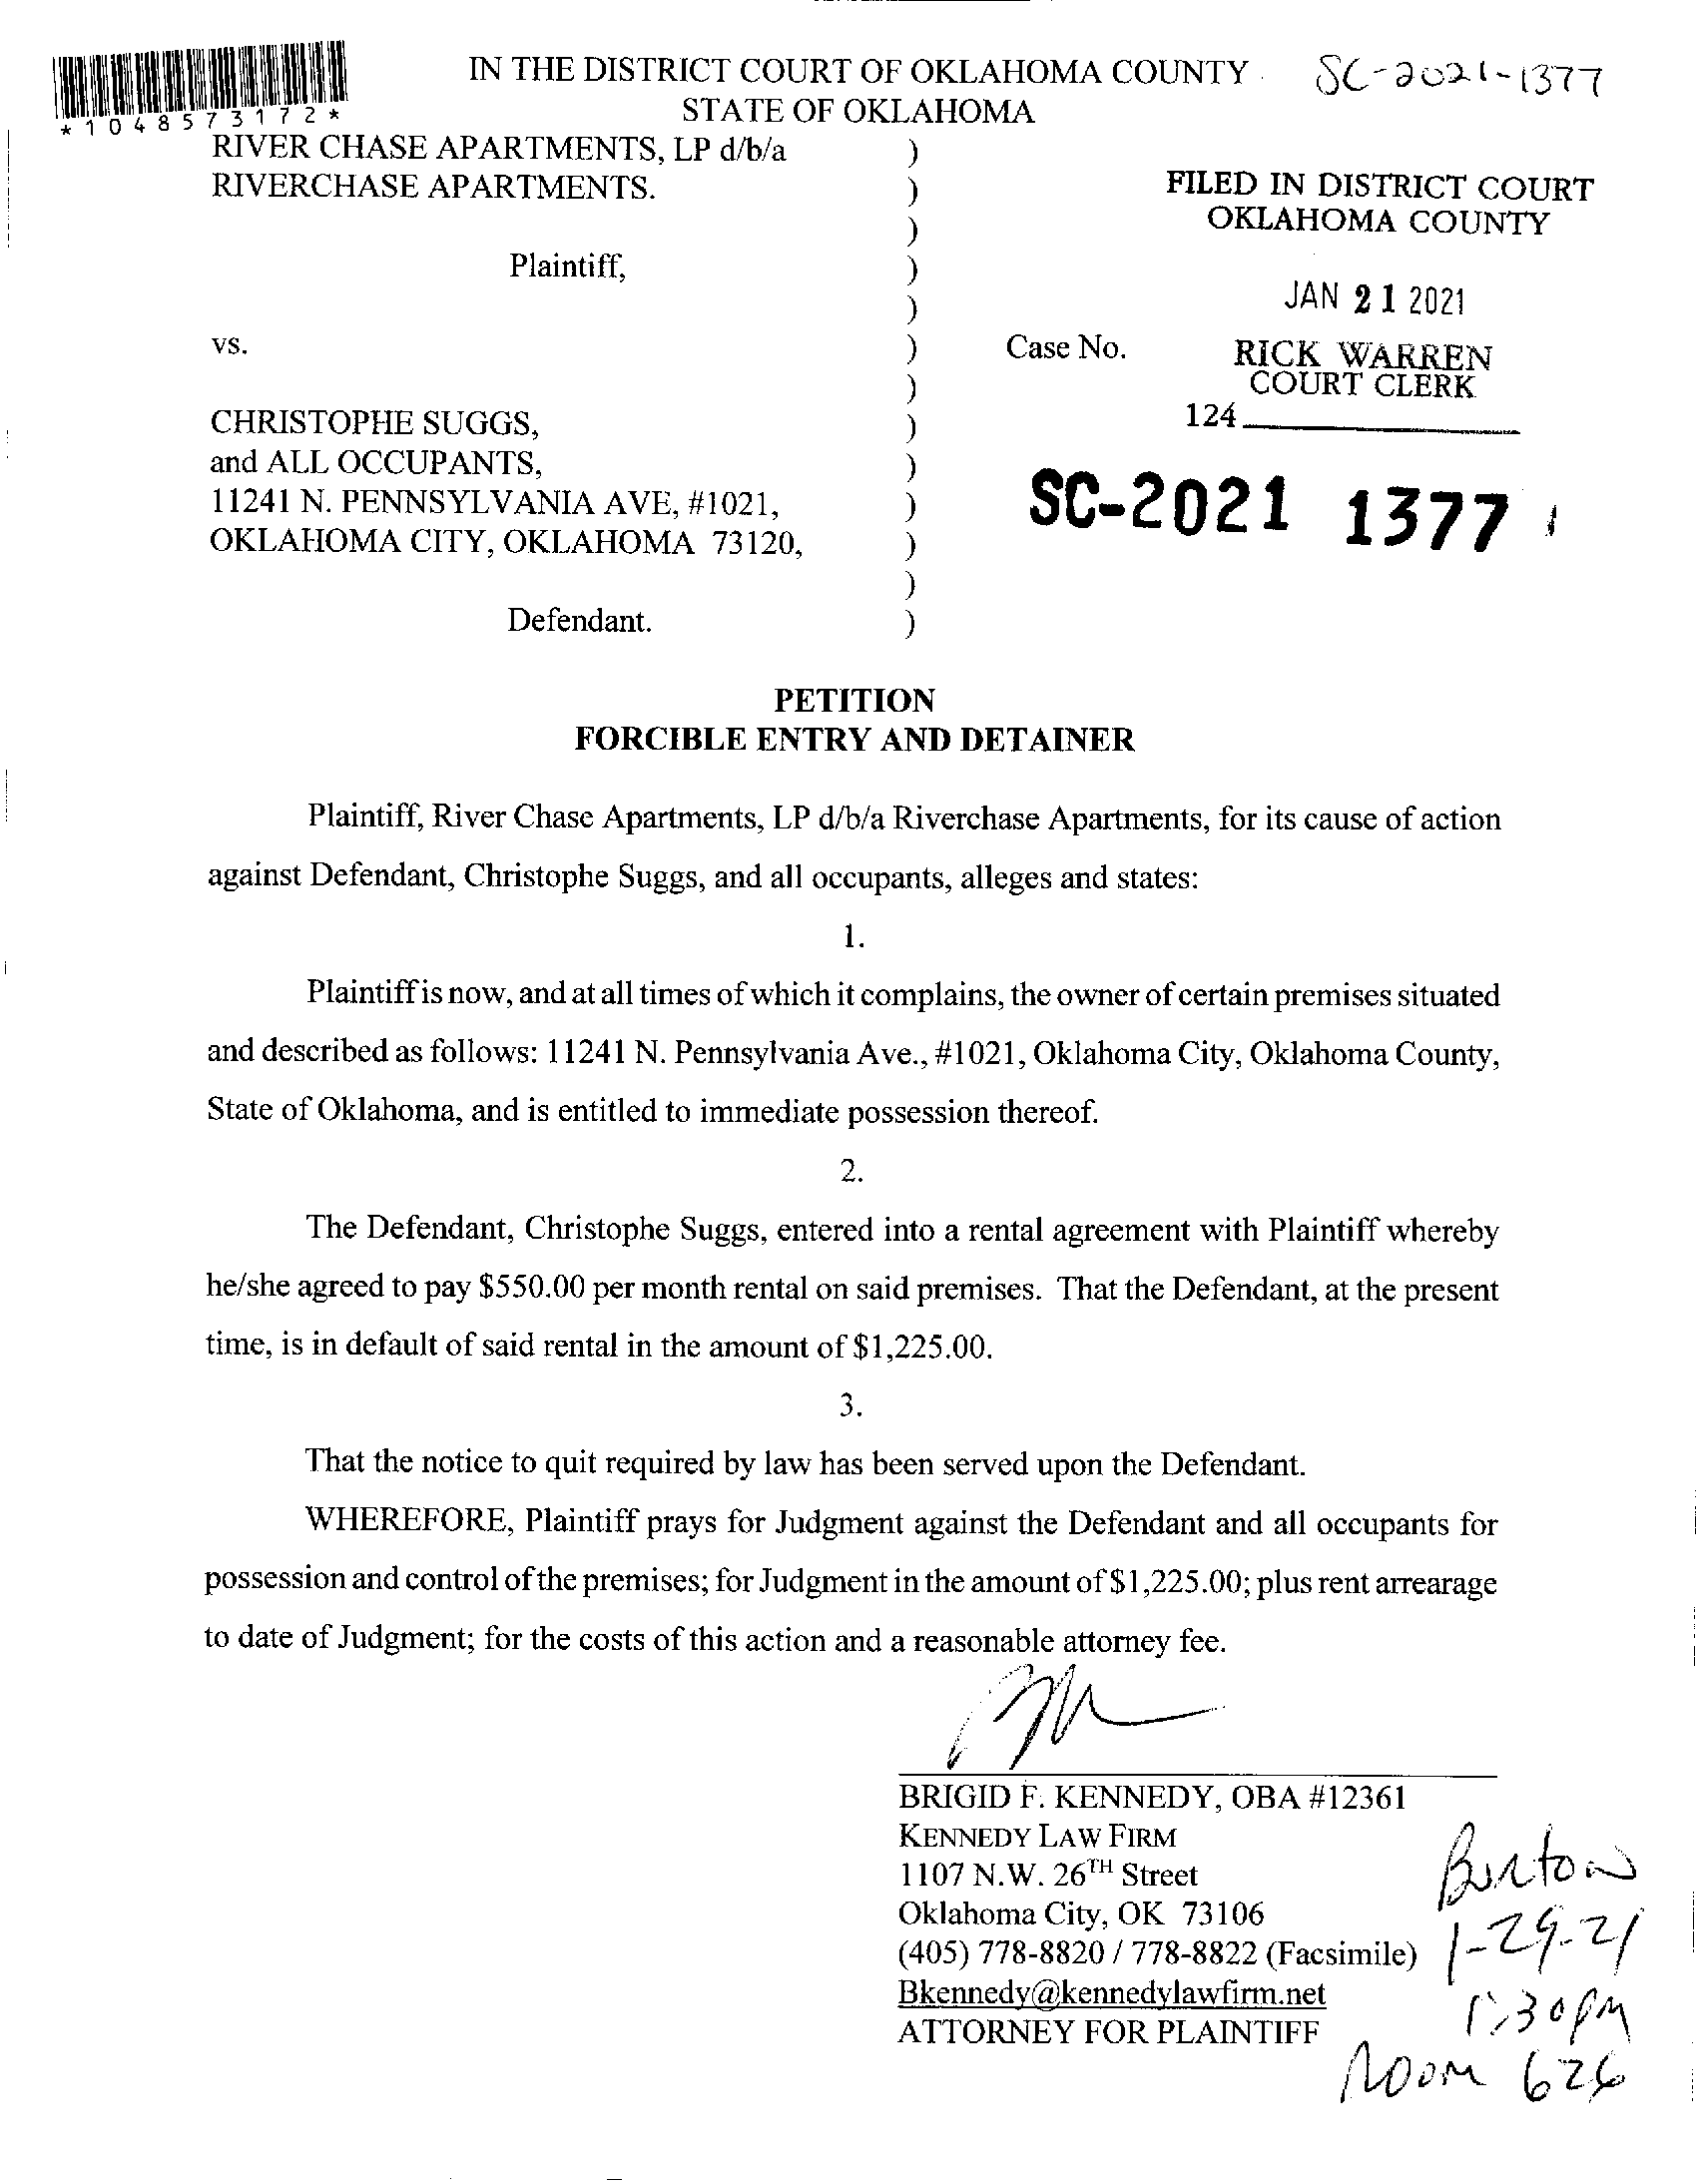 IN THE DISTRICT COURT OF OKLAHOMA COUNTY
STATE OF OKLAHOMA
SC-2021-1377
*1048573172*
RIVER CHASE APARTMENTS, LP d/b/a )
RIVERCHASE APARTMENTS. )
)
Plaintiff, )
)
vs. )
)
CHRISTOPHE SUGGS, )
and ALL OCCUPANTS, )
11241 N. PENNSYLVANIA AVE, #1021, )
OKLAHOMA CITY, OKLAHOMA 73120, )
)
Defendant. )
FILED IN DISTRICT COURT
OKLAHOMA COUNTY
JAN 21 2021
Case No.
RICK WARREN
COURT CLERK
124
SC-2021 1377
PETITION
FORCIBLE ENTRY AND DETAINER
Plaintiff, River Chase Apartments, LP d/b/a Riverchase Apartments, for its cause of action
against Defendant, Christophe Suggs, and all occupants, alleges and states:
1.
Plaintiff is now, and at all times of which it complains, the owner of certain premises situated
and described as follows: 11241 N. Pennsylvania Ave., #1021, Oklahoma City, Oklahoma County,
State of Oklahoma, and is entitled to immediate possession thereof.
2.
The Defendant, Christophe Suggs, entered into a rental agreement with Plaintiff whereby
he/she agreed to pay $550.00 per month rental on said premises. That the Defendant, at the present
time, is in default of said rental in the amount of $1,225.00.
3.
That the notice to quit required by law has been served upon the Defendant.
WHEREFORE, Plaintiff prays for Judgment against the Defendant and all occupants for
possession and control of the premises; for Judgment in the amount of $1,225.00; plus rent arrearage
to date of Judgment; for the costs of this action and a reasonable attorney fee.
BRIGID F. KENNEDY, OBA #12361
KENNEDY LAW FIRM
1107 N.W. 26TH Street
Oklahoma City, OK 73106
(405) 778-8820 / 778-8822 (Facsimile)
Bkennedy@kennedylawfirm.net
ATTORNEY FOR PLAINTIFF
Burton
1-29-21
1:30pm
Room 626